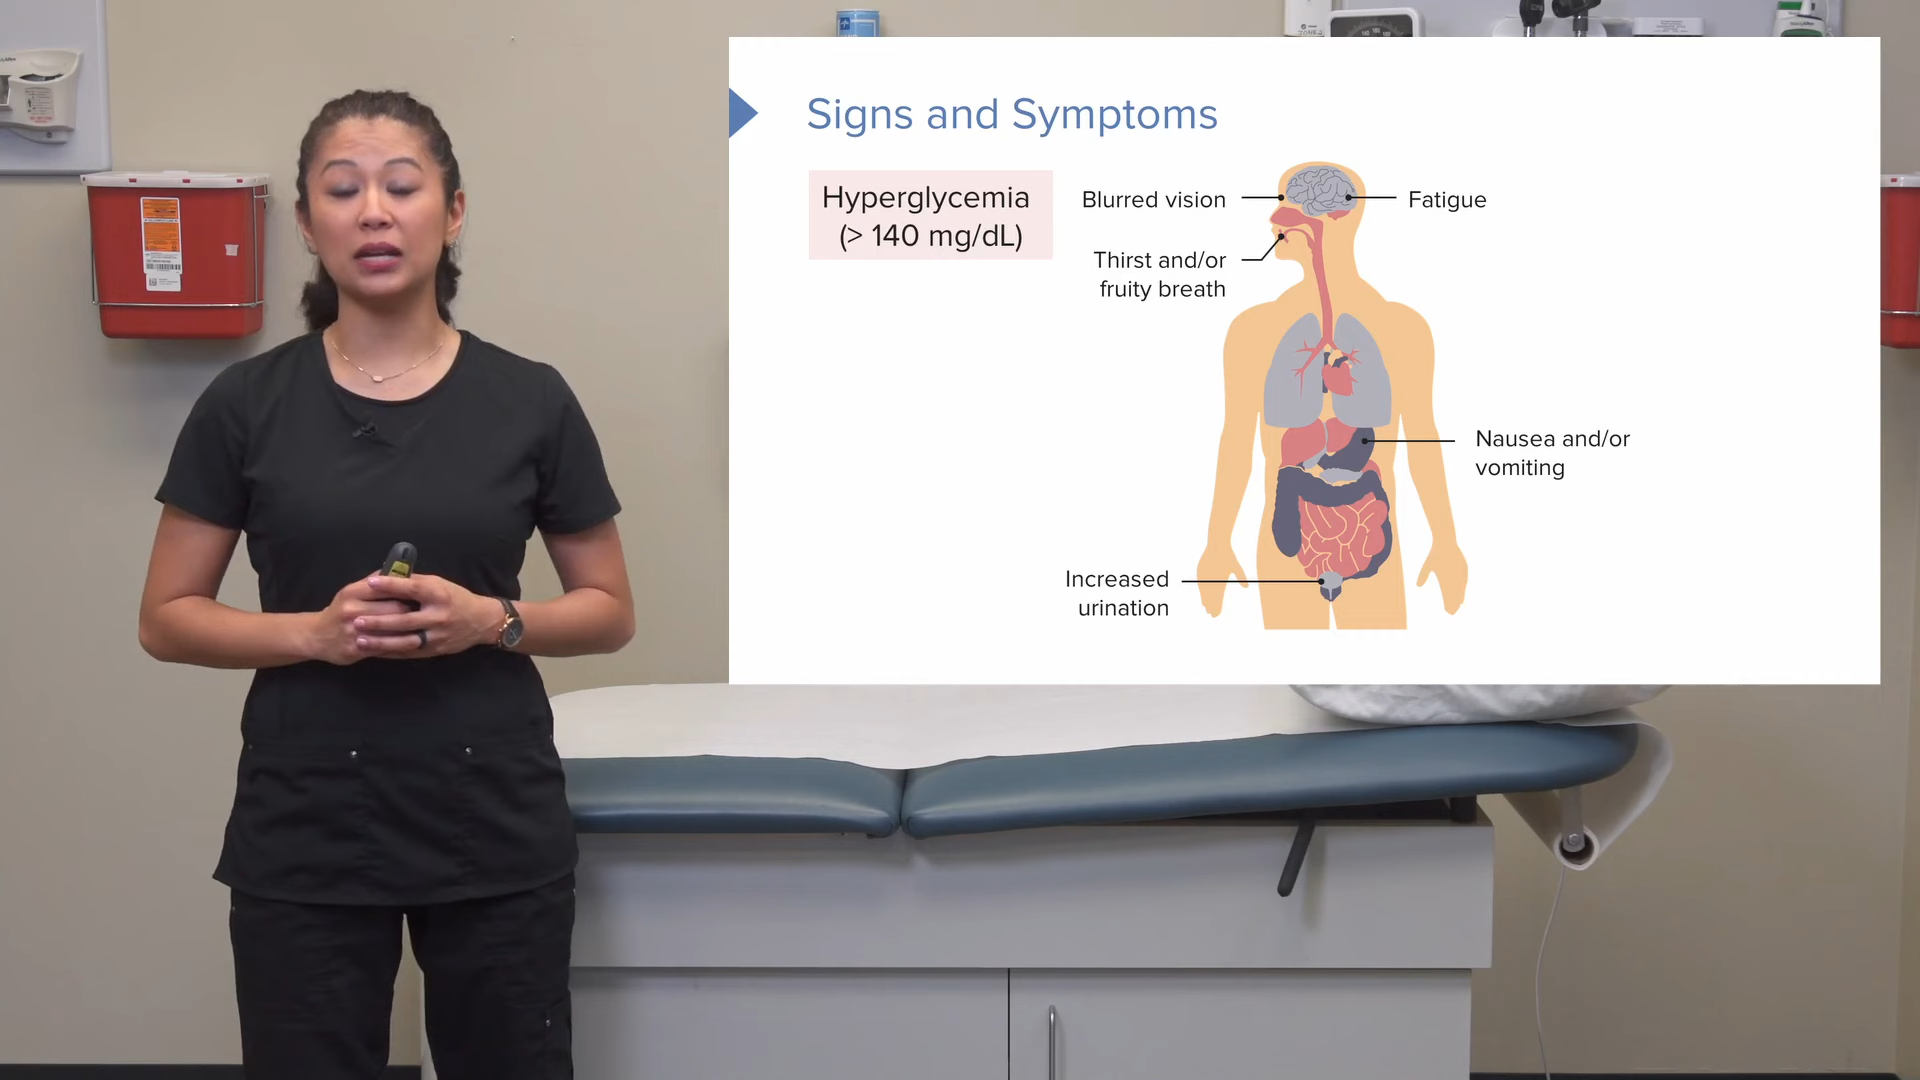 Signs and Symptoms
Hyperglycemia
(> 140 mg/dL)
Blurred vision
Fatigue
Thirst and/or
fruity breath
Nausea and/or
vomiting
Increased
urination